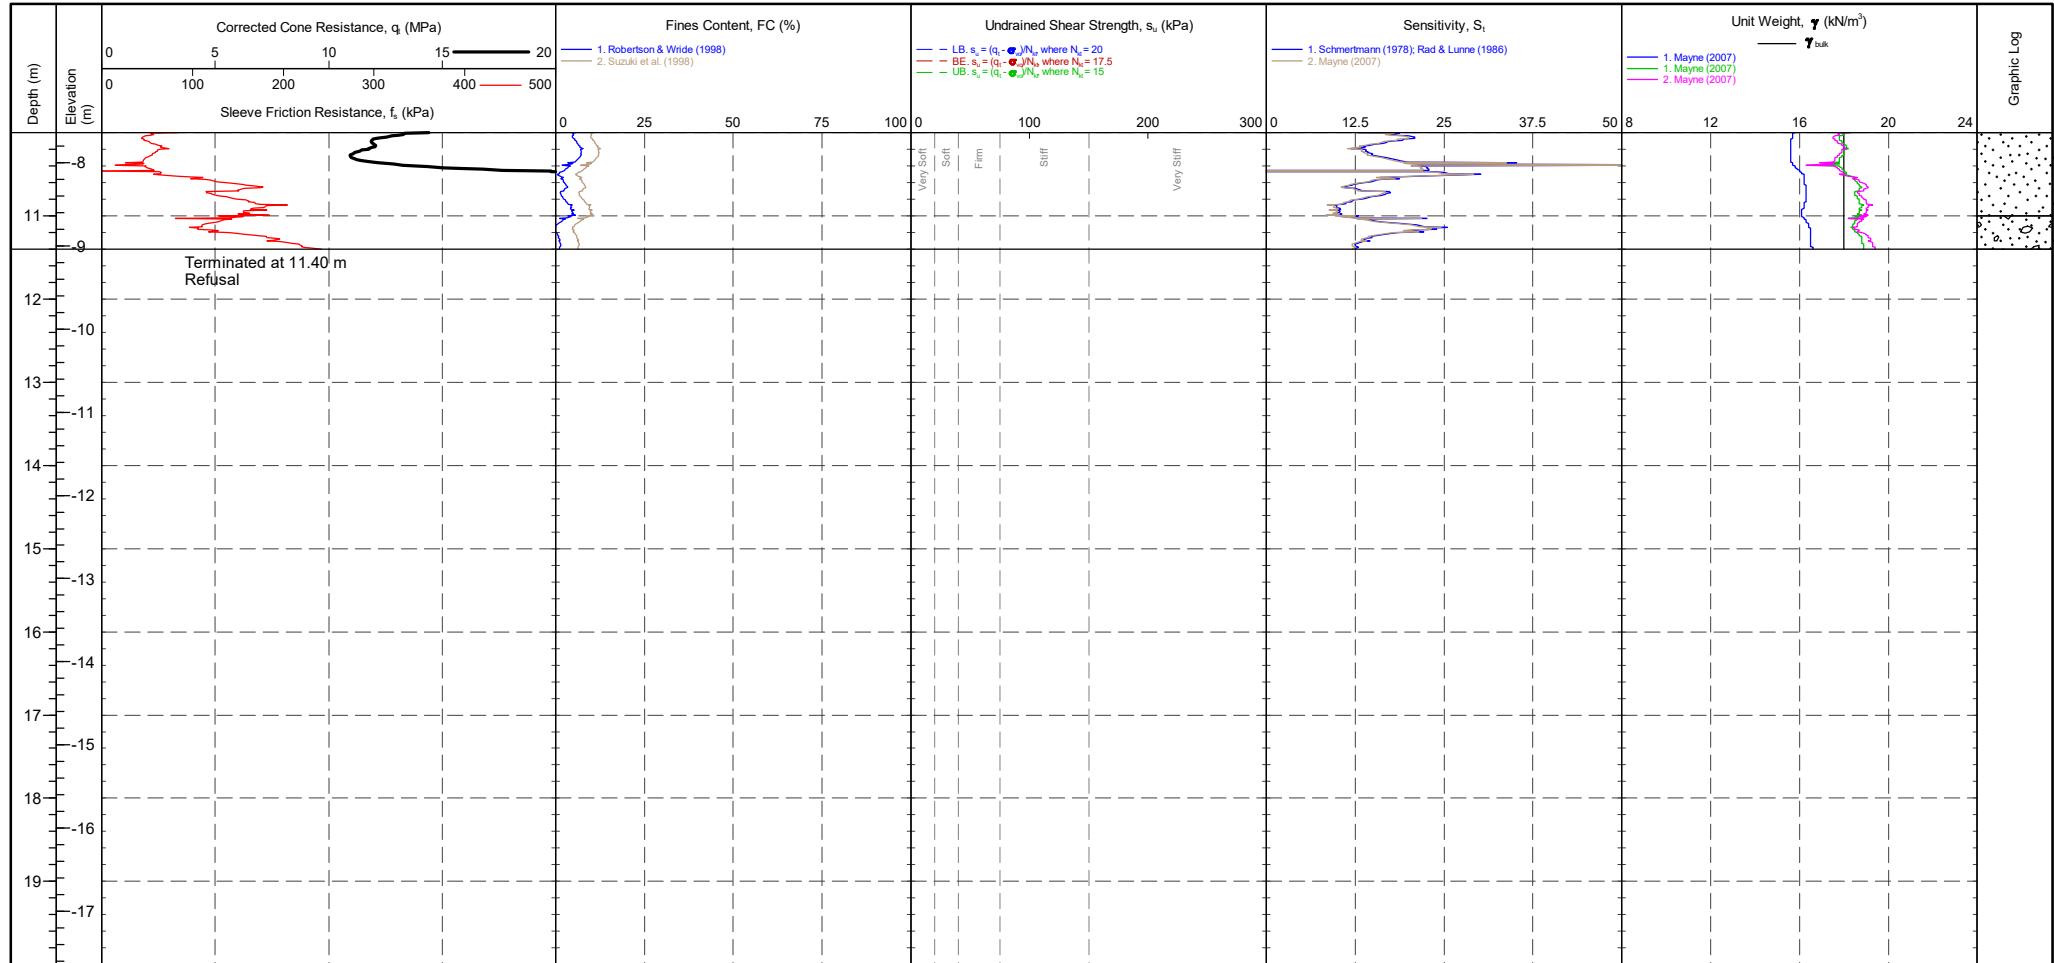 Depth (m)
Elevation (m)
Corrected Cone Resistance, qt (MPa)
0 5 10 15 20
0 100 200 300 400 500
Sleeve Friction Resistance, fs (kPa)
Fines Content, FC (%)
1. Robertson & Wride (1998)
2. Suzuki et al. (1998)
0 25 50 75 100
Undrained Shear Strength, su (kPa)
LB. su = (qt - σvo)/Nkt, where Nkt = 20
BE. su = (qt - σvo)/Nkt, where Nkt = 17.5
UB. su = (qt - σvo)/Nkt, where Nkt = 15
0 100 200 300
Very Soft
Soft
Firm
Stiff
Very Stiff
Sensitivity, St
1. Schmertmann (1978); Rad & Lunne (1986)
2. Mayne (2007)
0 12.5 25 37.5 50
Unit Weight, γ (kN/m³)
γbulk
1. Mayne (2007)
1. Mayne (2007)
2. Mayne (2007)
8 12 16 20 24
Graphic Log
-8
11
-9
Terminated at 11.40 m
Refusal
12
-10
13
-11
14
-12
15
-13
16
-14
17
-15
18
-16
19
-17